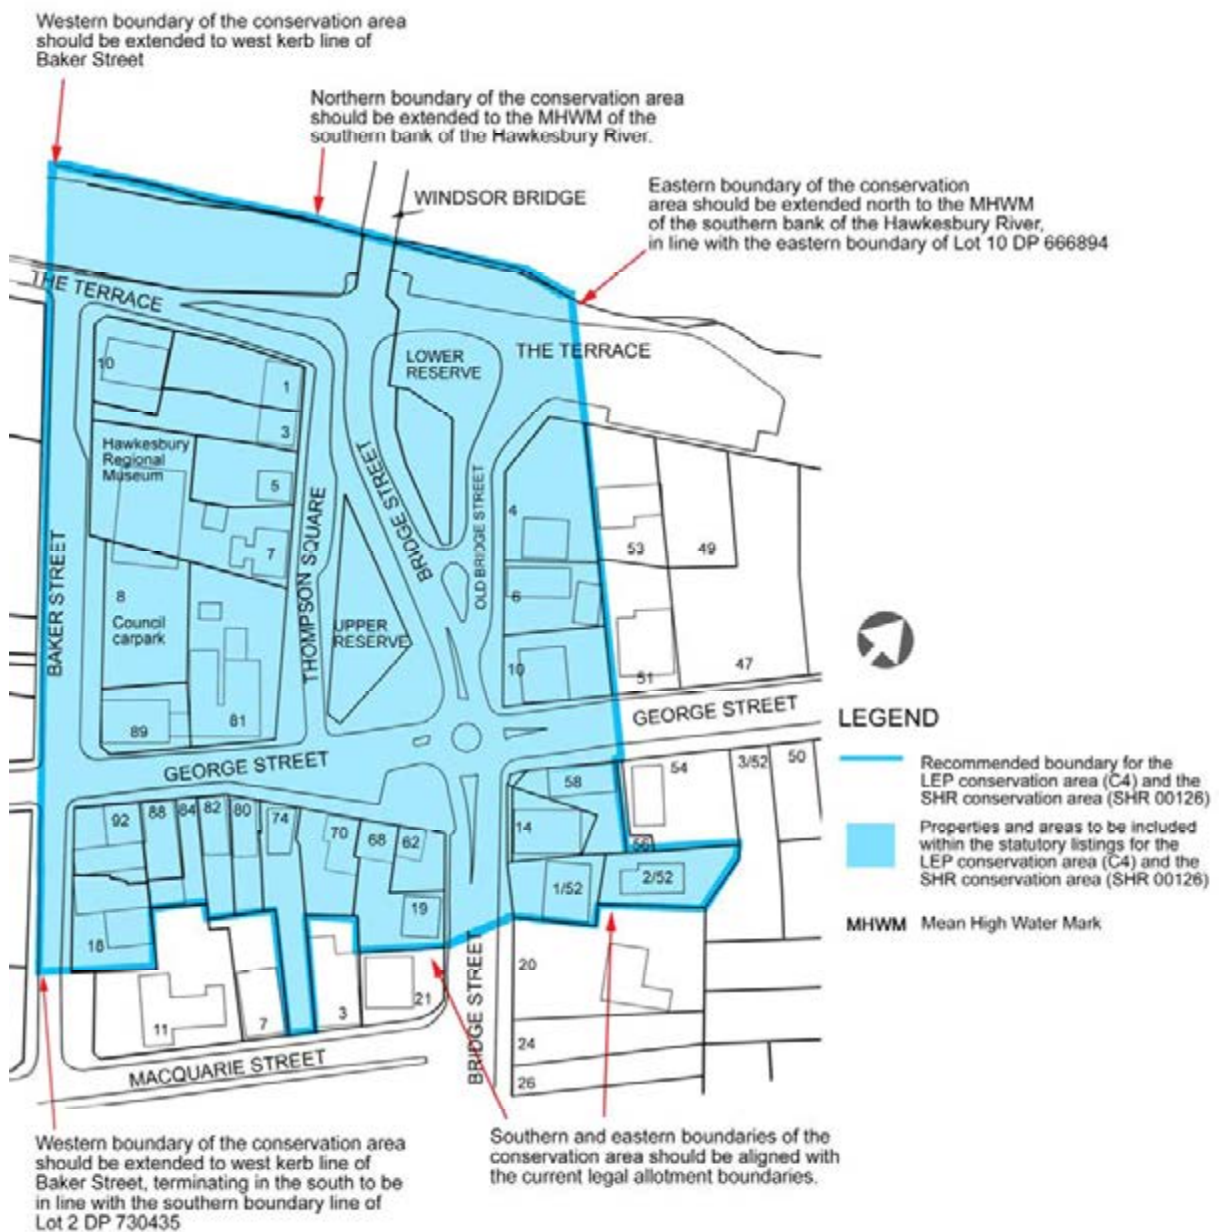 Western boundary of the conservation area
should be extended to west kerb line of
Baker Street
Northern boundary of the conservation area
should be extended to the MHWM of the
southern bank of the Hawkesbury River.
WINDSOR BRIDGE
Eastern boundary of the conservation
area should be extended north to the MHWM
of the southern bank of the Hawkesbury River,
in line with the eastern boundary of Lot 10 DP 666894
THE TERRACE
THE TERRACE
LOWER
RESERVE
10
1
3
Hawkesbury
Regional
Museum
5
7
8
Council
carpark
BAKER STREET
THOMPSON SQUARE
BRIDGE STREET
OLD BRIDGE STREET
UPPER
RESERVE
4
6
10
53
49
51
47
89
81
GEORGE STREET
GEORGE STREET
92
88
84
82
80
74
70
68
62
19
18
58
14
54
3/52
50
56
1/52
2/52
11
7
3
21
20
24
26
MACQUARIE STREET
BRIDGE STREET
LEGEND
Recommended boundary for the
LEP conservation area (C4) and the
SHR conservation area (SHR 00126)
Properties and areas to be included
within the statutory listings for the
LEP conservation area (C4) and the
SHR conservation area (SHR 00126)
MHWM Mean High Water Mark
Western boundary of the conservation area
should be extended to west kerb line of
Baker Street, terminating in the south to be
in line with the southern boundary line of
Lot 2 DP 730435
Southern and eastern boundaries of the
conservation area should be aligned with
the current legal allotment boundaries.